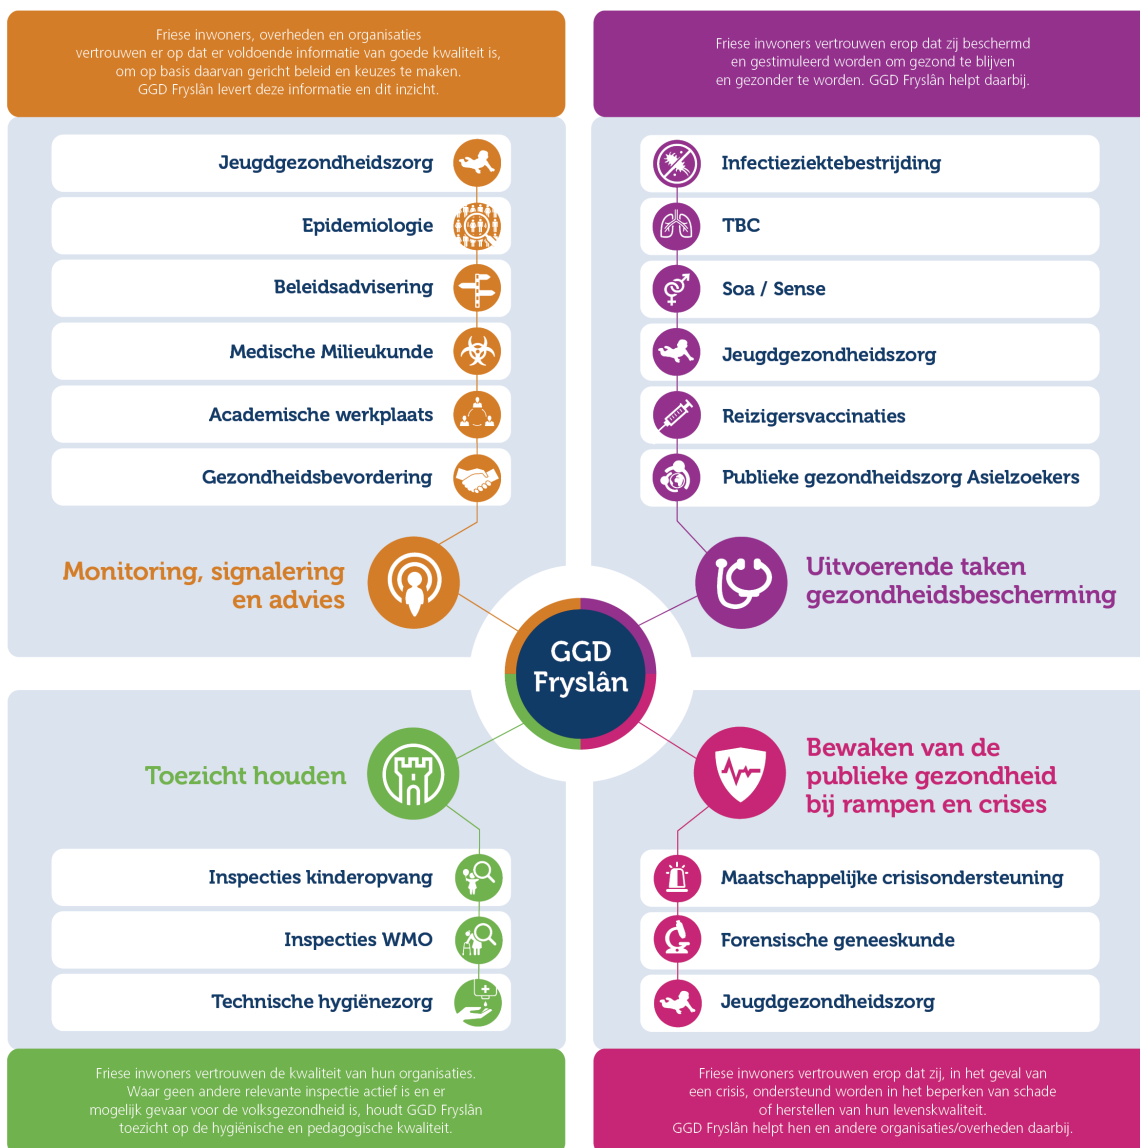 Friese inwoners, overheden en organisaties
vertrouwen er op dat er voldoende informatie van goede kwaliteit is,
om op basis daarvan gericht beleid en keuzes te maken.
GGD Fryslân levert deze informatie en dit inzicht.
Jeugdgezondheidszorg
Epidemiologie
Beleidsadvisering
Medische Milieukunde
Academische werkplaats
Gezondheidsbevordering
Monitoring, signalering
en advies
Friese inwoners vertrouwen erop dat zij beschermd
en gestimuleerd worden om gezond te blijven
en gezonder te worden. GGD Fryslân helpt daarbij.
Infectieziektebestrijding
TBC
Soa / Sense
Jeugdgezondheidszorg
Reizigersvaccinaties
Publieke gezondheidszorg Asielzoekers
Uitvoerende taken
gezondheidsbescherming
GGD
Fryslân
Toezicht houden
Inspecties kinderopvang
Inspecties WMO
Technische hygiënezorg
Friese inwoners vertrouwen de kwaliteit van hun organisaties.
Waar geen andere relevante inspectie actief is en er
mogelijk gevaar voor de volksgezondheid is, houdt GGD Fryslân
toezicht op de hygiënische en pedagogische kwaliteit.
Bewaken van de
publieke gezondheid
bij rampen en crises
Maatschappelijke crisisondersteuning
Forensische geneeskunde
Jeugdgezondheidszorg
Friese inwoners vertrouwen erop dat zij, in het geval van
een crisis, ondersteund worden in het beperken van schade
of herstellen van hun levenskwaliteit.
GGD Fryslân helpt hen en andere organisaties/overheden daarbij.